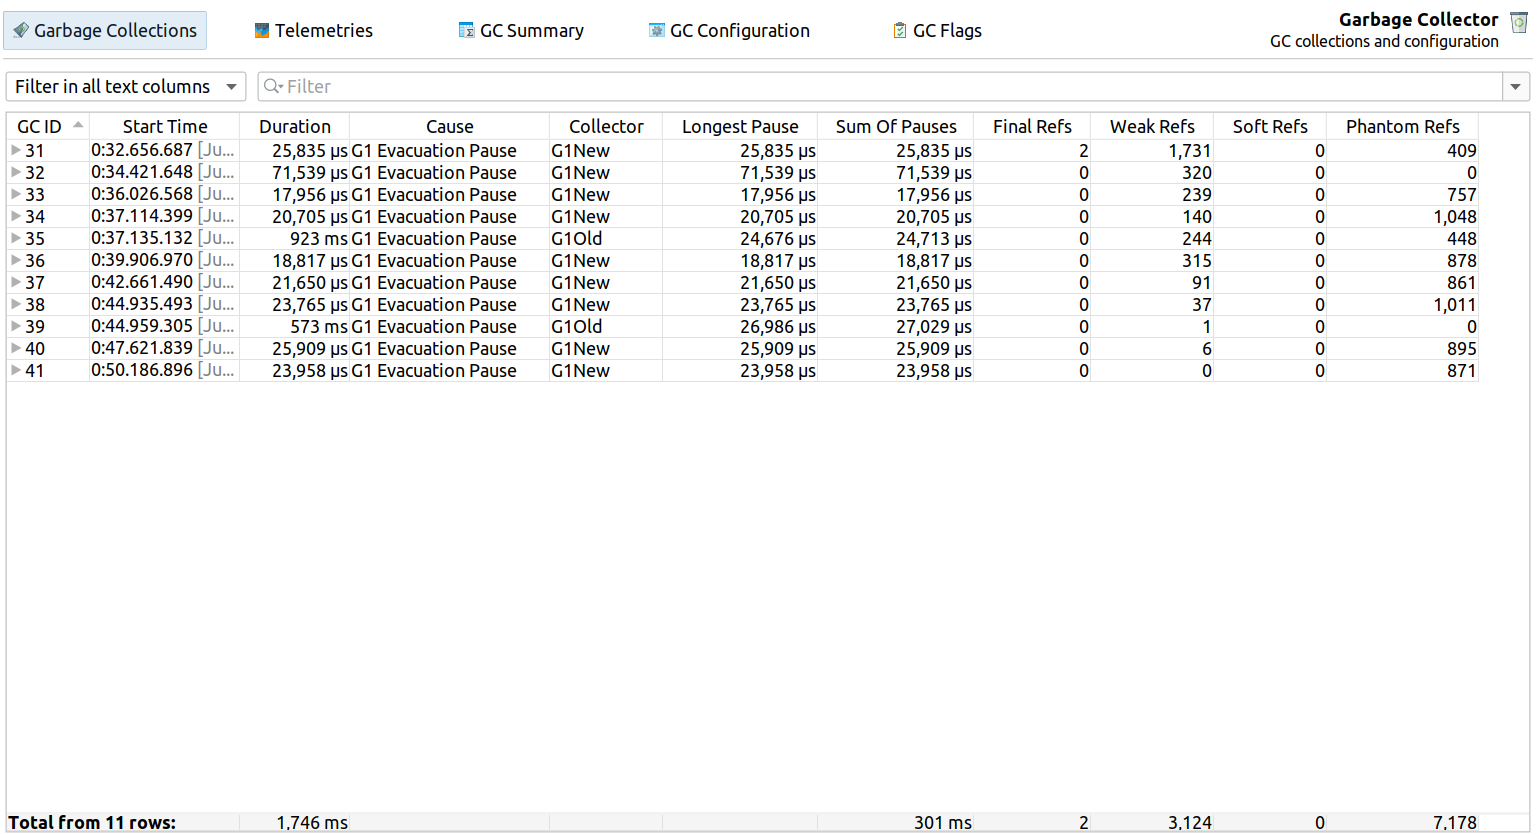 Garbage Collections Telemetries GC Summary GC Configuration GC Flags Garbage Collector
GC collections and configuration
Filter in all text columns Filter
GC ID Start Time Duration Cause Collector Longest Pause Sum Of Pauses Final Refs Weak Refs Soft Refs Phantom Refs
31 0:32.656.687 [Ju... 25,835 µs G1 Evacuation Pause G1New 25,835 µs 25,835 µs 2 1,731 0 409
32 0:34.421.648 [Ju... 71,539 µs G1 Evacuation Pause G1New 71,539 µs 71,539 µs 0 320 0 0
33 0:36.026.568 [Ju... 17,956 µs G1 Evacuation Pause G1New 17,956 µs 17,956 µs 0 239 0 757
34 0:37.114.399 [Ju... 20,705 µs G1 Evacuation Pause G1New 20,705 µs 20,705 µs 0 140 0 1,048
35 0:37.135.132 [Ju... 923 ms G1 Evacuation Pause G1Old 24,676 µs 24,713 µs 0 244 0 448
36 0:39.906.970 [Ju... 18,817 µs G1 Evacuation Pause G1New 18,817 µs 18,817 µs 0 315 0 878
37 0:42.661.490 [Ju... 21,650 µs G1 Evacuation Pause G1New 21,650 µs 21,650 µs 0 91 0 861
38 0:44.935.493 [Ju... 23,765 µs G1 Evacuation Pause G1New 23,765 µs 23,765 µs 0 37 0 1,011
39 0:44.959.305 [Ju... 573 ms G1 Evacuation Pause G1Old 26,986 µs 27,029 µs 0 1 0 0
40 0:47.621.839 [Ju... 25,909 µs G1 Evacuation Pause G1New 25,909 µs 25,909 µs 0 6 0 895
41 0:50.186.896 [Ju... 23,958 µs G1 Evacuation Pause G1New 23,958 µs 23,958 µs 0 0 0 871
Total from 11 rows: 1,746 ms 301 ms 2 3,124 0 7,178